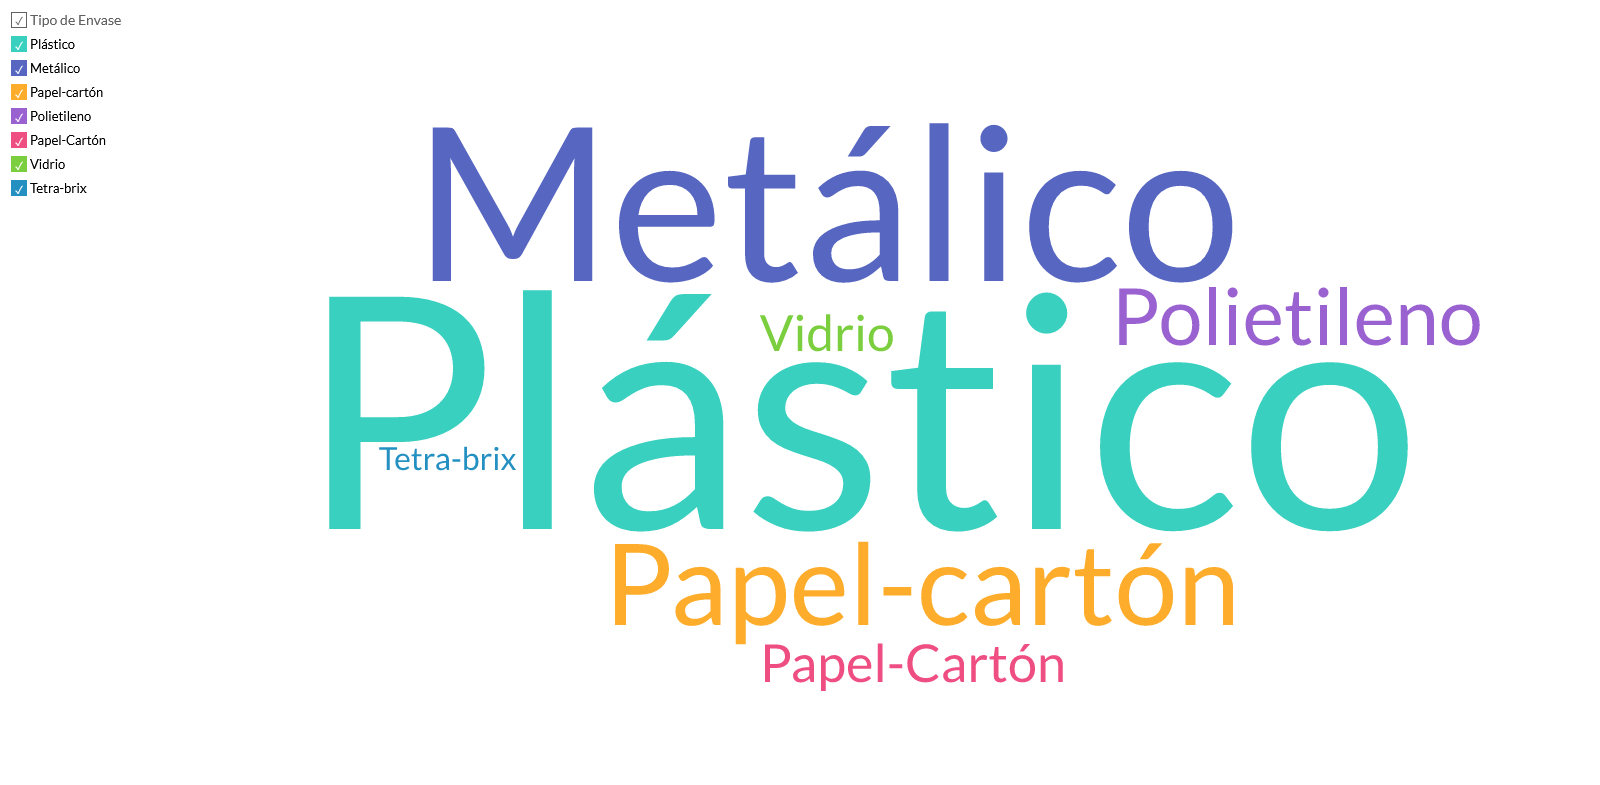 Tipo de Envase
Plástico
Metálico
Papel-cartón
Polietileno
Papel-Cartón
Vidrio
Tetra-brix
Metálico
Polietileno
Vidrio
Plástico
Tetra-brix
Papel-cartón
Papel-Cartón